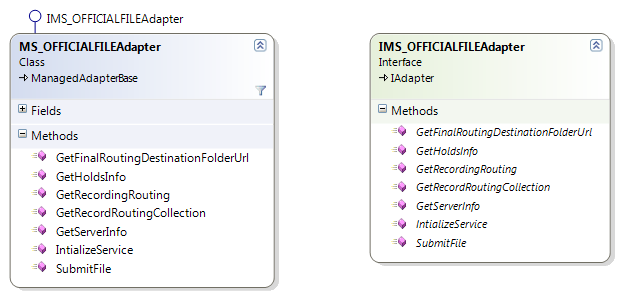 IMS_OFFICIALFILEAdapter
MS_OFFICIALFILEAdapter
Class
ManagedAdapterBase
Fields
Methods
GetFinalRoutingDestinationFolderUrl
GetHoldsInfo
GetRecordingRouting
GetRecordRoutingCollection
GetServerInfo
IntializeService
SubmitFile
IMS_OFFICIALFILEAdapter
Interface
IAdapter
Methods
GetFinalRoutingDestinationFolderUrl
GetHoldsInfo
GetRecordingRouting
GetRecordRoutingCollection
GetServerInfo
IntializeService
SubmitFile